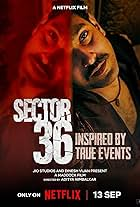 A NETFLIX FILM
SECTOR
36
INSPIRED BY
TRUE EVENTS
JIO STUDIOS AND DINESH VIJAN PRESENT
A MADDOCK FILM
DIRECTED BY ADITYA NIMBALKAR
ONLY ON NETFLIX | 13 SEP